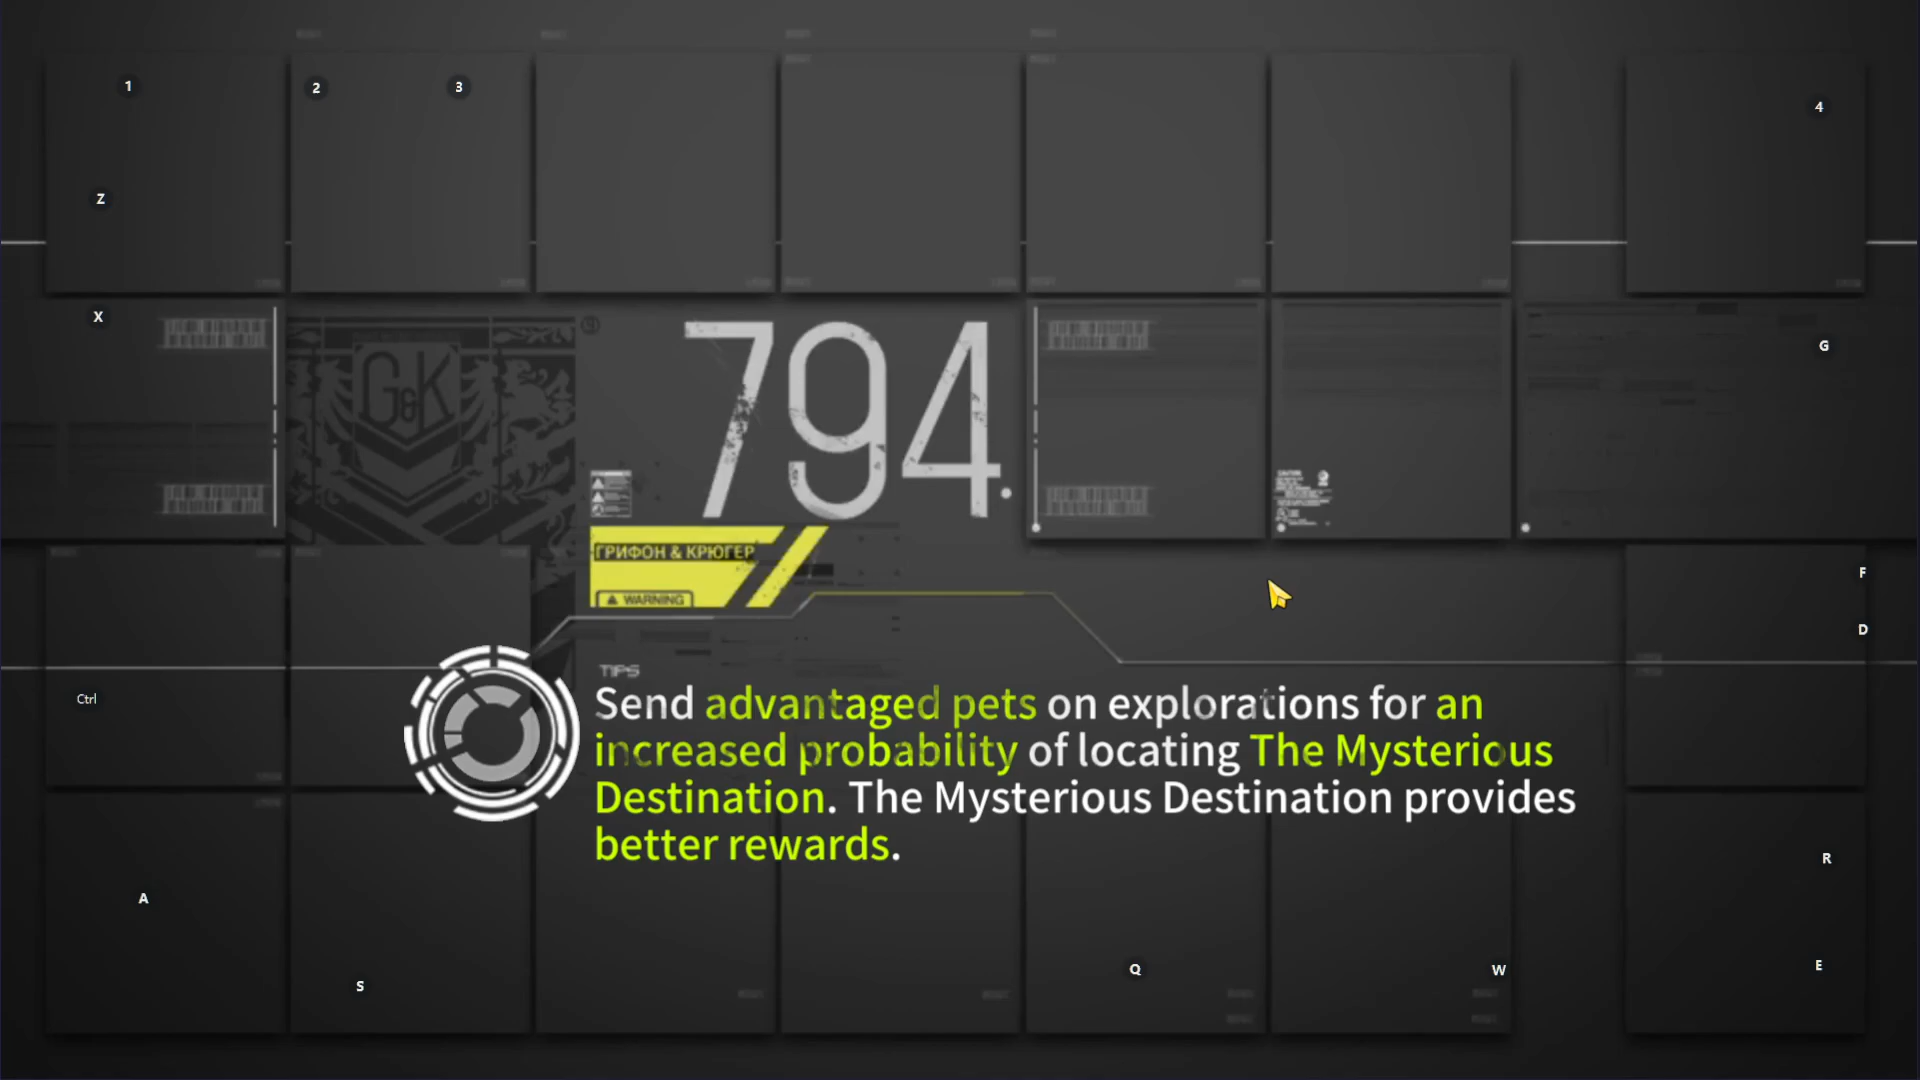 1
2
3
4
Z
X
G&K
794.
G
ГРИФОН & КРЮГЕР
WARNING
F
D
TIPS
Ctrl
Send advantaged pets on explorations for an
increased probability of locating The Mysterious
Destination. The Mysterious Destination provides
better rewards.
R
A
Q
W
E
S